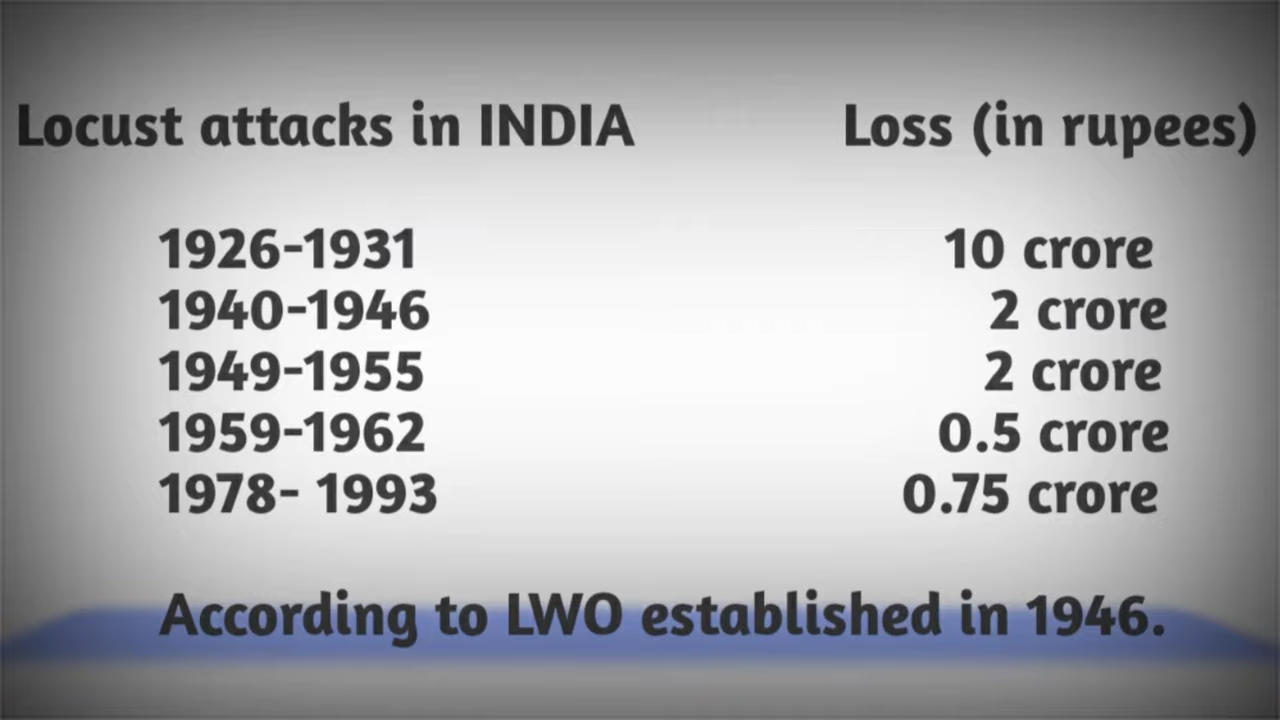 Locust attacks in INDIA Loss (in rupees)
1926-1931 10 crore
1940-1946 2 crore
1949-1955 2 crore
1959-1962 0.5 crore
1978- 1993 0.75 crore
According to LWO established in 1946.